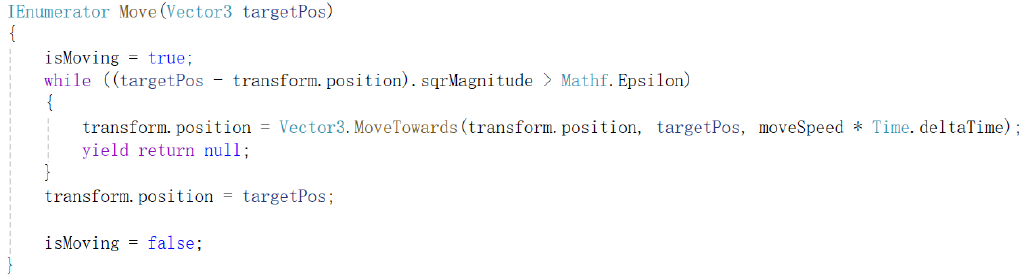 IEnumerator Move(Vector3 targetPos)
{
    isMoving = true;
    while ((targetPos - transform.position).sqrMagnitude > Mathf.Epsilon)
    {
        transform.position = Vector3.MoveTowards(transform.position, targetPos, moveSpeed * Time.deltaTime);
        yield return null;
    }
    transform.position = targetPos;

    isMoving = false;
}